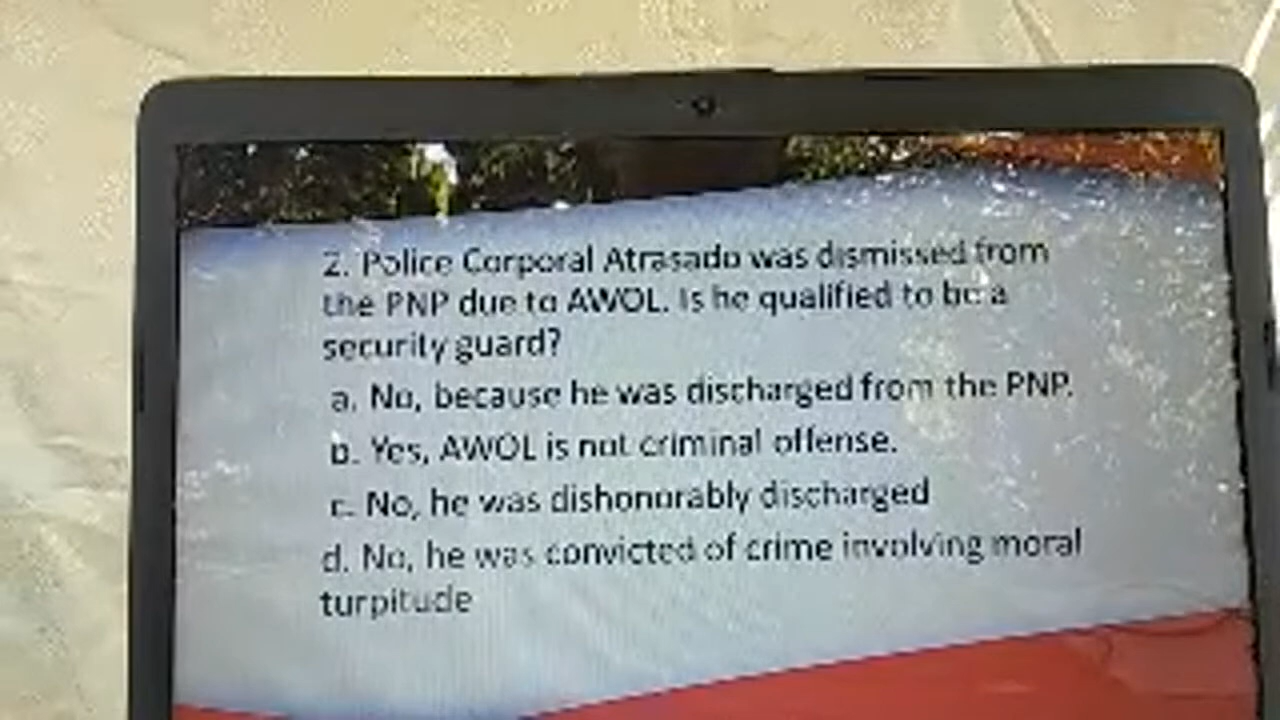 2. Police Corporal Atrasado was dismissed from
the PNP due to AWOL. Is he qualified to be a
security guard?
a. No, because he was discharged from the PNP.
b. Yes, AWOL is not criminal offense.
c. No, he was dishonorably discharged
d. No, he was convicted of crime involving moral
turpitude